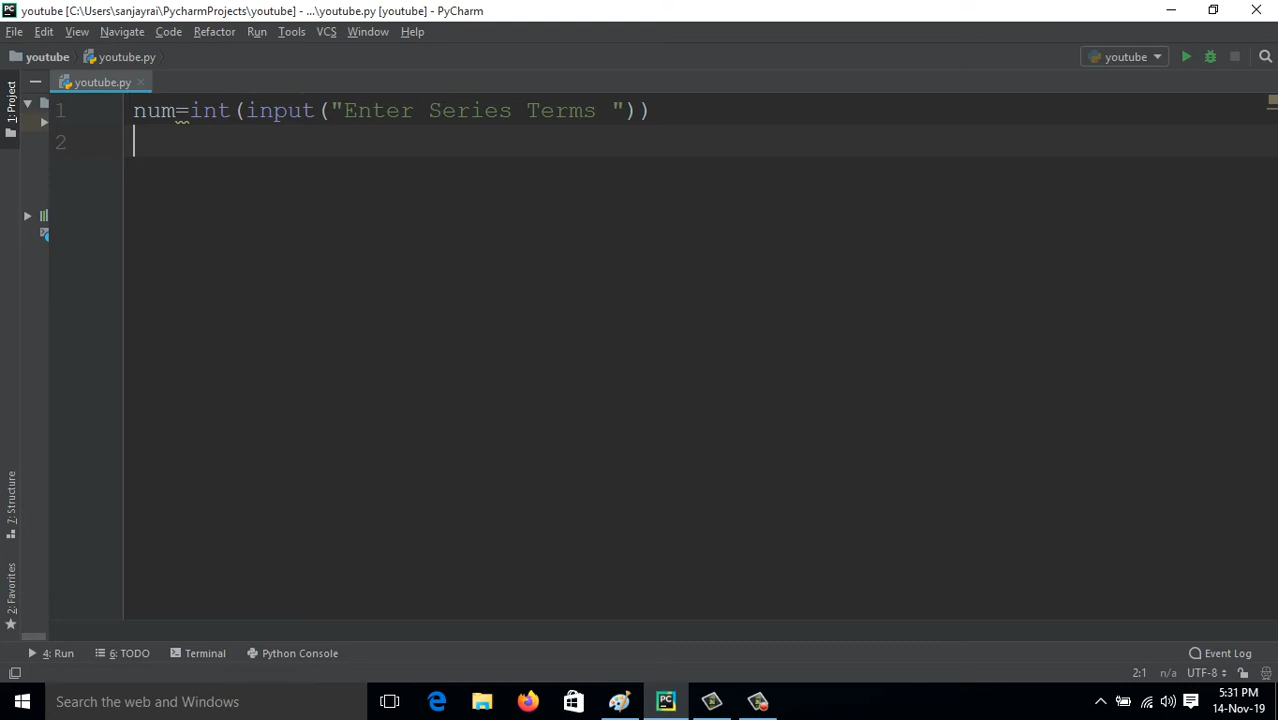 youtube [C:\Users\sanjayrai\PycharmProjects\youtube] - ...\youtube.py [youtube] - PyCharm
File Edit View Navigate Code Refactor Run Tools VCS Window Help
youtube youtube.py youtube
youtube.py
1: Project
1 num=int(input("Enter Series Terms "))
2
7: Structure
2: Favorites
4: Run 6: TODO Terminal Python Console Event Log
2:1 n/a UTF-8
Search the web and Windows
5:31 PM
14-Nov-19